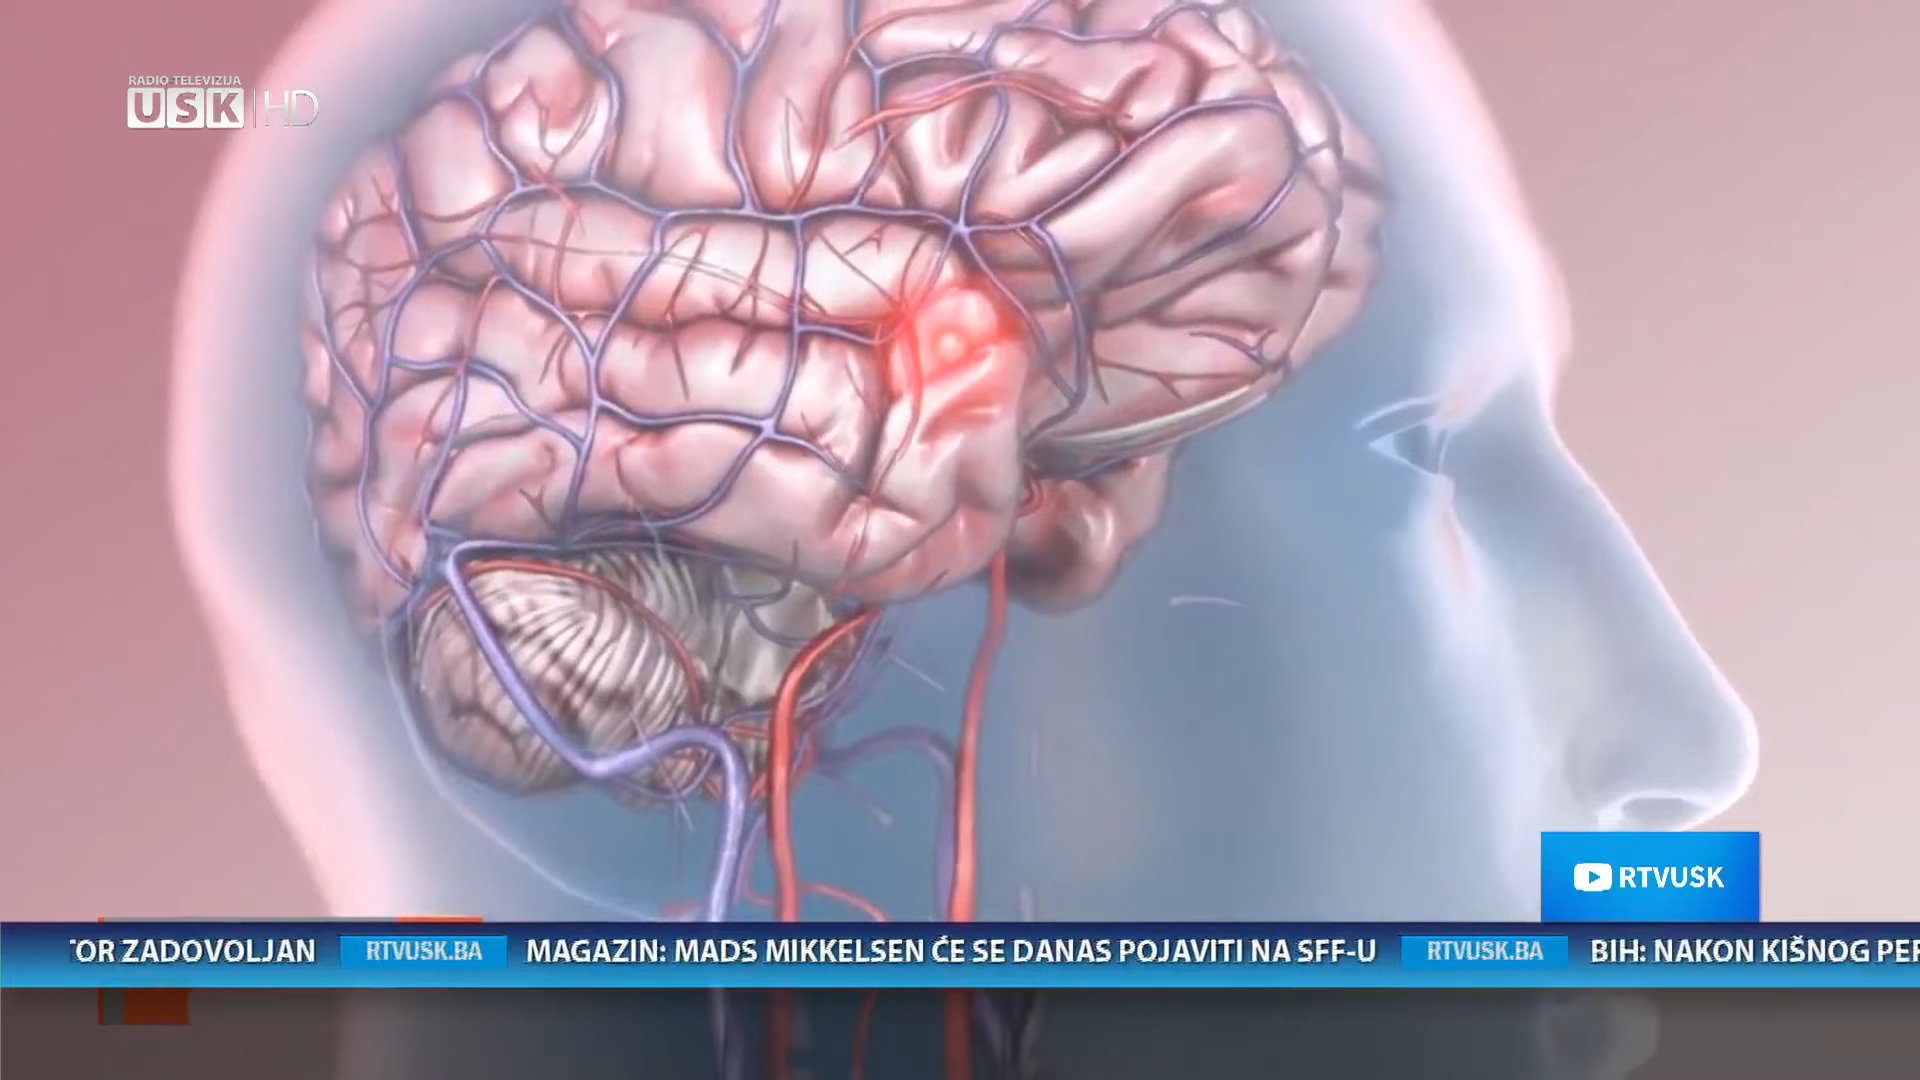 RADIO-TELEVIZIJA
USK HD
RTVUSK
OR ZADOVOLJAN RTVUSK.BA MAGAZIN: MADS MIKKELSEN ĆE SE DANAS POJAVITI NA SFF-U RTVUSK.BA BIH: NAKON KIŠNOG